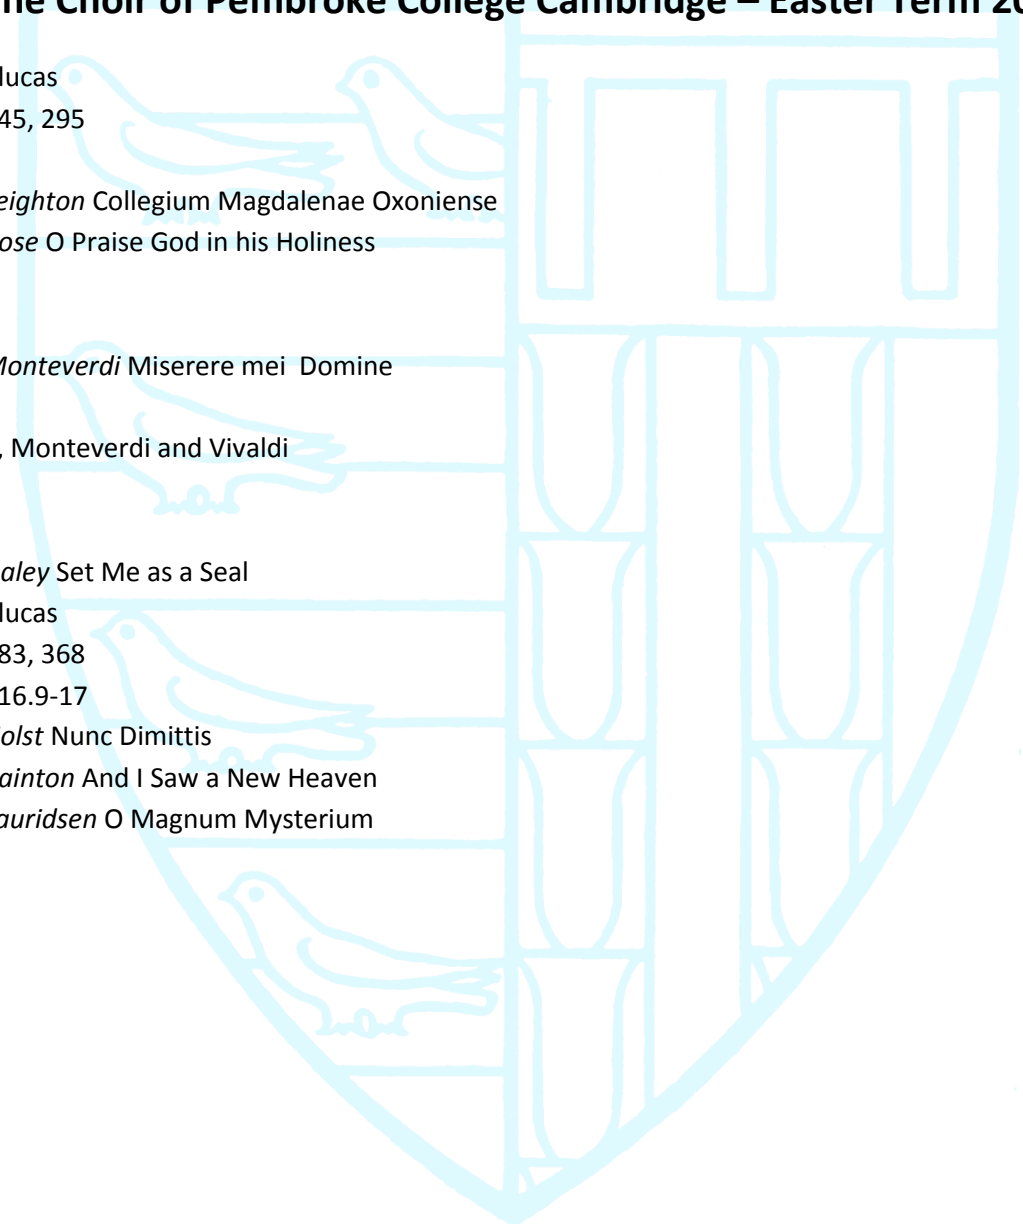 he Choir of Pembroke College Cambridge – Easter Term 20
lucas
45, 295
eighton Collegium Magdalenae Oxoniense
ose O Praise God in his Holiness
Monteverdi Miserere mei  Domine
, Monteverdi and Vivaldi
aley Set Me as a Seal
lucas
83, 368
16.9-17
olst Nunc Dimittis
ainton And I Saw a New Heaven
auridsen O Magnum Mysterium